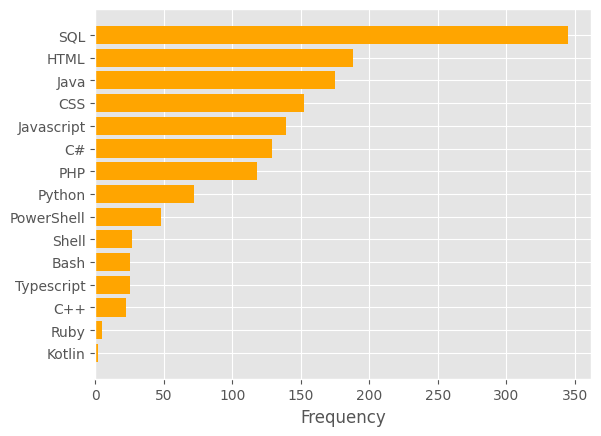 SQL
HTML
Java
CSS
Javascript
C#
PHP
Python
PowerShell
Shell
Bash
Typescript
C++
Ruby
Kotlin
0 50 100 150 200 250 300 350
Frequency